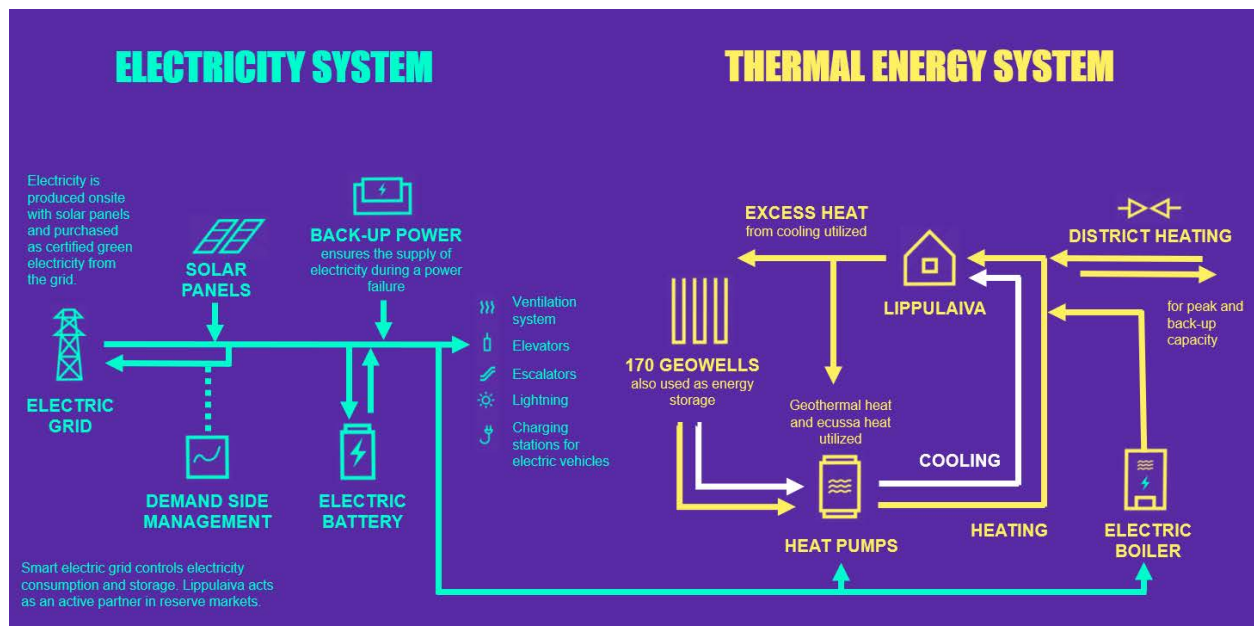 ELECTRICITY SYSTEM
Electricity is
produced onsite
with solar panels
and purchased
as certified green
electricity from
the grid.
SOLAR
PANELS
BACK-UP POWER
ensures the supply of
electricity during a power
failure
ELECTRIC
GRID
DEMAND SIDE
MANAGEMENT
ELECTRIC
BATTERY
Ventilation
system
Elevators
Escalators
Lightning
Charging
stations for
electric vehicles
Smart electric grid controls electricity
consumption and storage. Lippulaiva acts
as an active partner in reserve markets.
THERMAL ENERGY SYSTEM
EXCESS HEAT
from cooling utilized
LIPPULAIVA
DISTRICT HEATING
for peak and
back-up
capacity
170 GEOWELLS
also used as energy
storage
Geothermal heat
and ecussa heat
utilized
COOLING
HEATING
HEAT PUMPS
ELECTRIC
BOILER